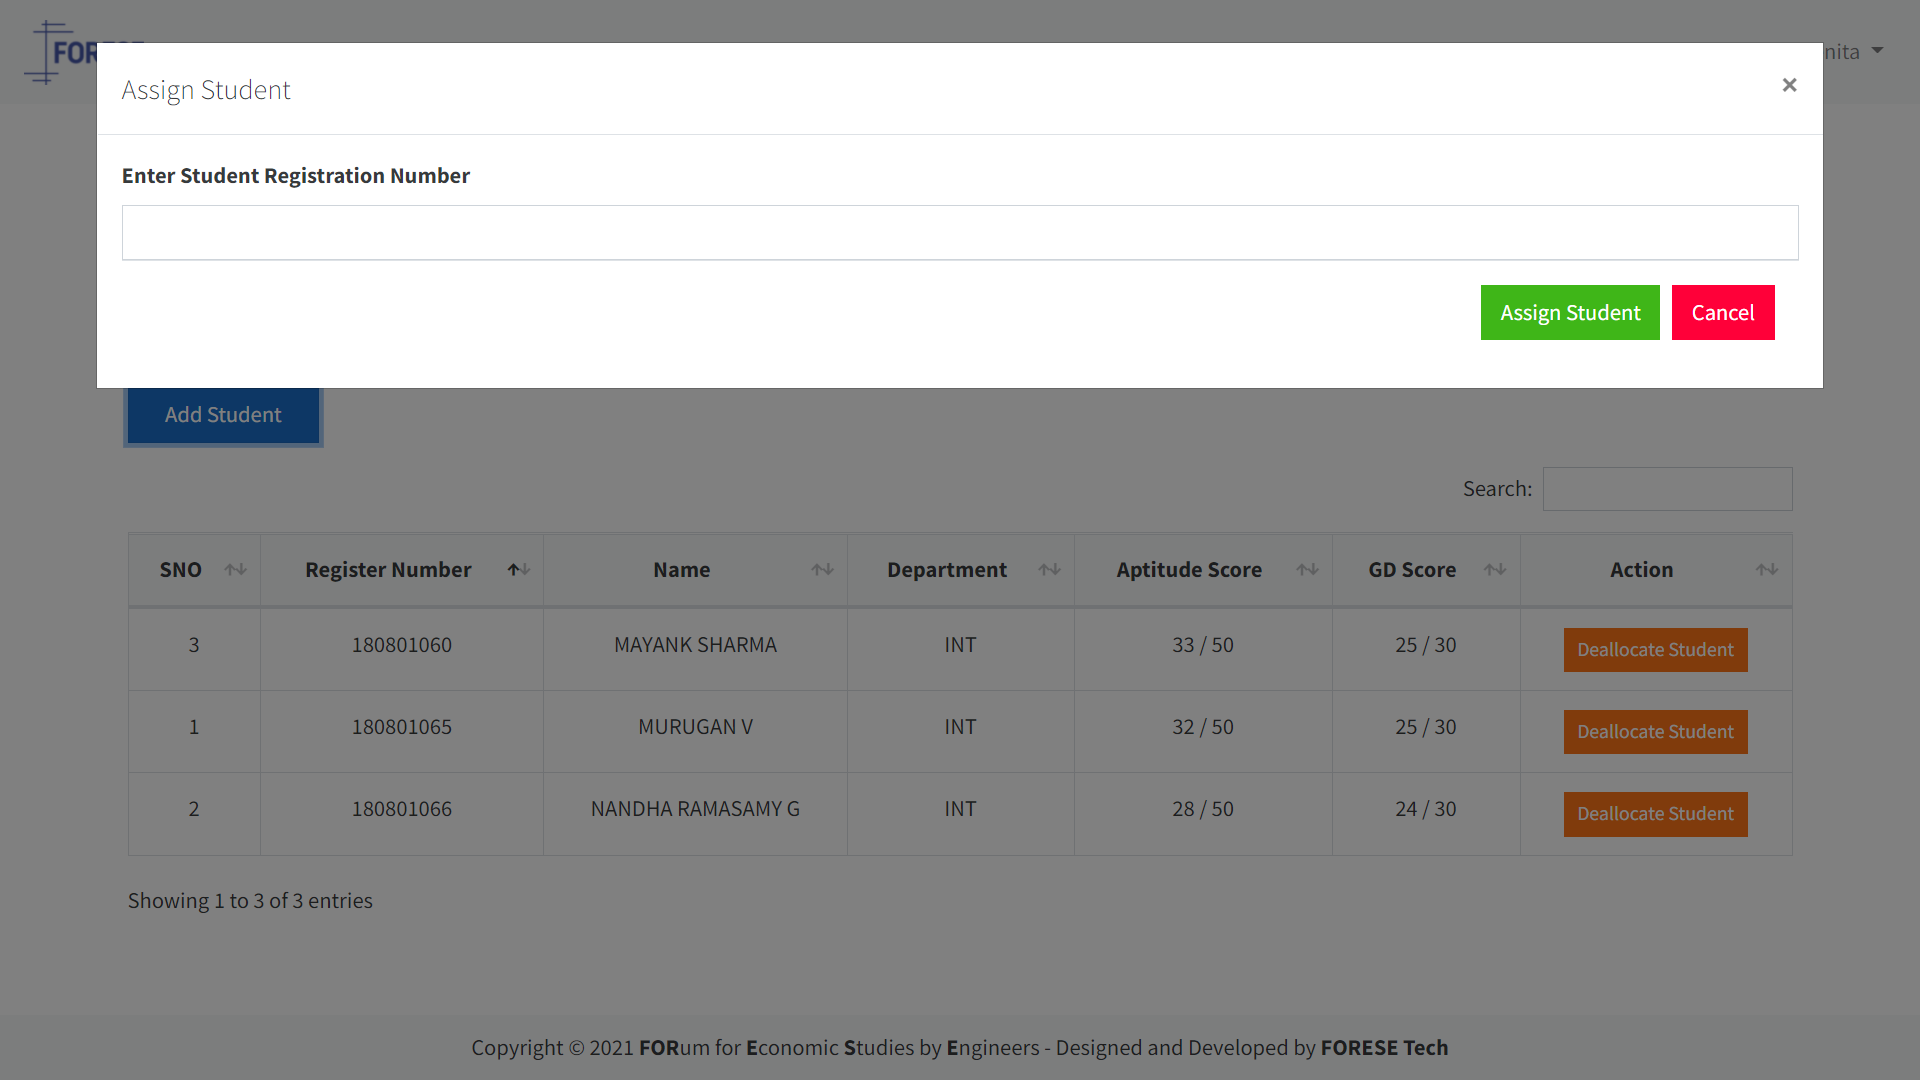 FOR
nita
Assign Student
×
Enter Student Registration Number
Assign Student
Cancel
Add Student
Search:
SNO Register Number Name Department Aptitude Score GD Score Action
3 180801060 MAYANK SHARMA INT 33 / 50 25 / 30 Deallocate Student
1 180801065 MURUGAN V INT 32 / 50 25 / 30 Deallocate Student
2 180801066 NANDHA RAMASAMY G INT 28 / 50 24 / 30 Deallocate Student
Showing 1 to 3 of 3 entries
Copyright © 2021 FORum for Economic Studies by Engineers - Designed and Developed by FORESE Tech